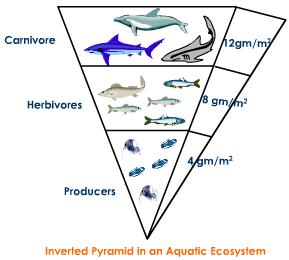 Carnivore
12gm/m²
Herbivores
8 gm/m²
4 gm/m²
Producers
Inverted Pyramid in an Aquatic Ecosystem